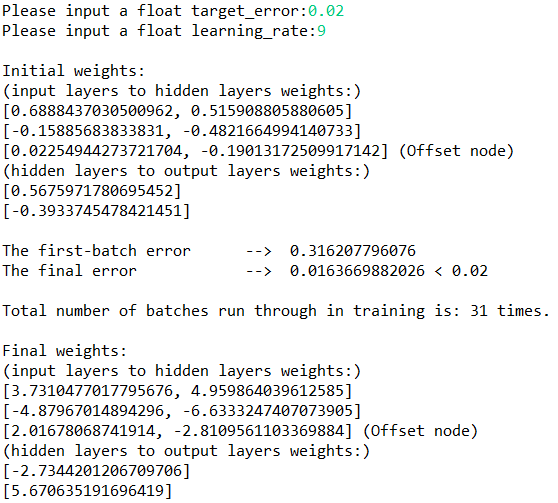 Please input a float target_error:0.02
Please input a float learning_rate:9
Initial weights:
(input layers to hidden layers weights:)
[0.6888437030500962, 0.515908805880605]
[-0.15885683833831, -0.4821664994140733]
[0.02254944273721704, -0.19013172509917142] (Offset node)
(hidden layers to output layers weights:)
[0.5675971780695452]
[-0.3933745478421451]
The first-batch error      -->  0.316207796076
The final error            -->  0.0163669882026 < 0.02
Total number of batches run through in training is: 31 times.
Final weights:
(input layers to hidden layers weights:)
[3.7310477017795676, 4.959864039612585]
[-4.87967014894296, -6.6333247407073905]
[2.01678068741914, -2.8109561103369884] (Offset node)
(hidden layers to output layers weights:)
[-2.7344201206709706]
[5.670635191696419]